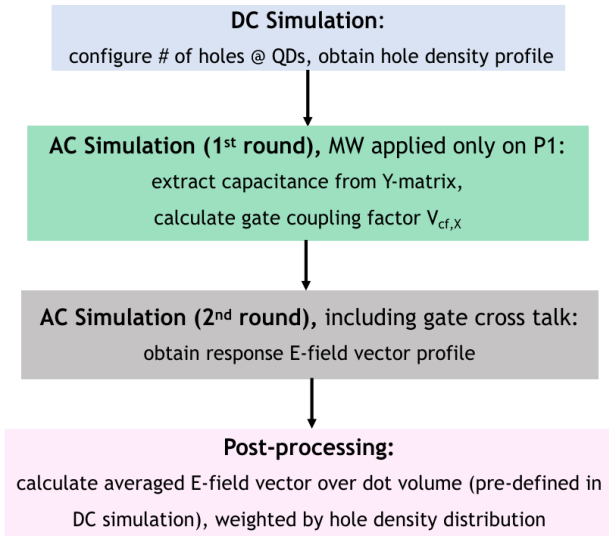 DC Simulation:
configure # of holes @ QDs, obtain hole density profile
AC Simulation (1st round), MW applied only on P1:
extract capacitance from Y-matrix,
calculate gate coupling factor Vcf,X
AC Simulation (2nd round), including gate cross talk:
obtain response E-field vector profile
Post-processing:
calculate averaged E-field vector over dot volume (pre-defined in
DC simulation), weighted by hole density distribution